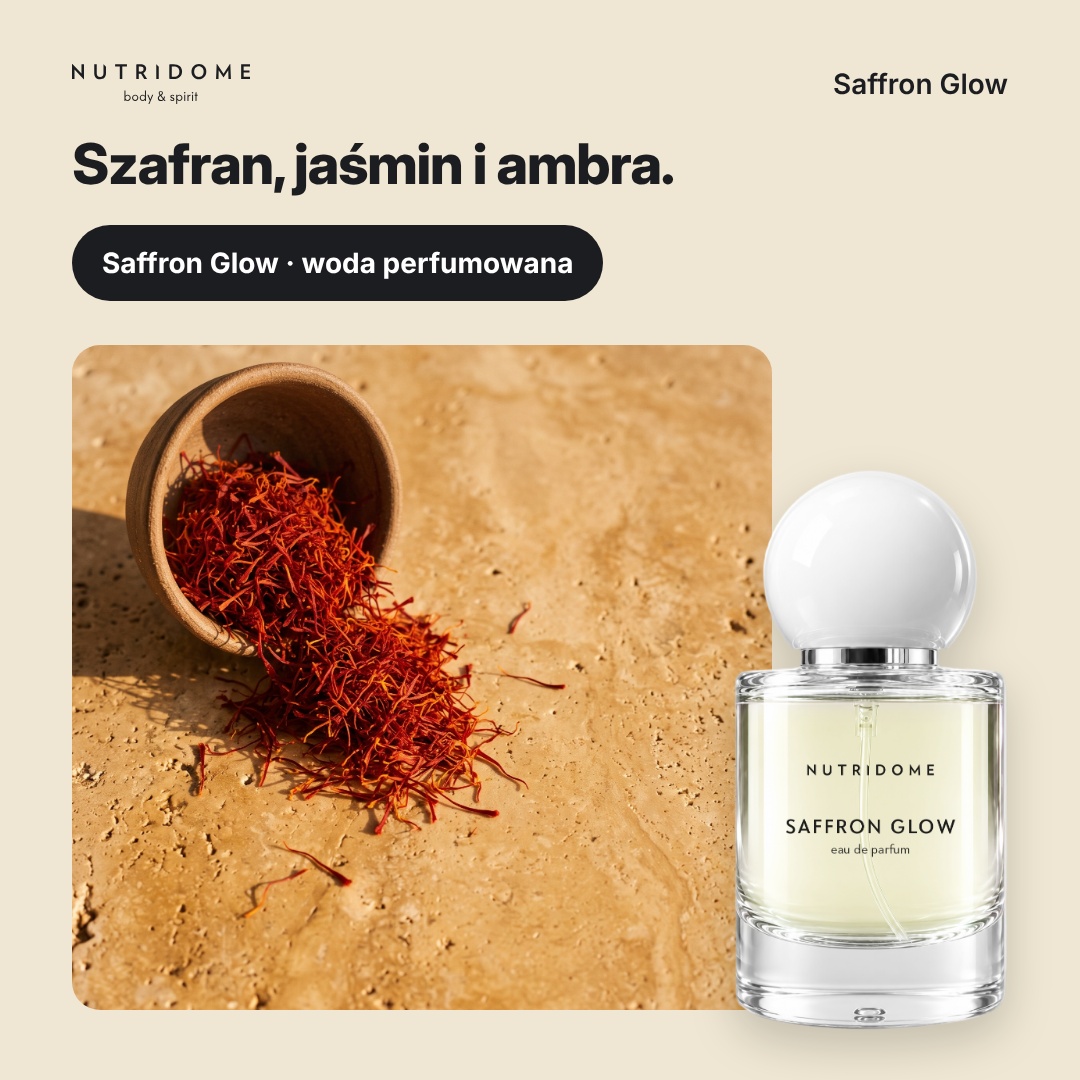 NUTRIDOME
body & spirit
Saffron Glow
Szafran, jaśmin i ambra.
Saffron Glow · woda perfumowana
NUTRIDOME
SAFFRON GLOW
eau de parfum